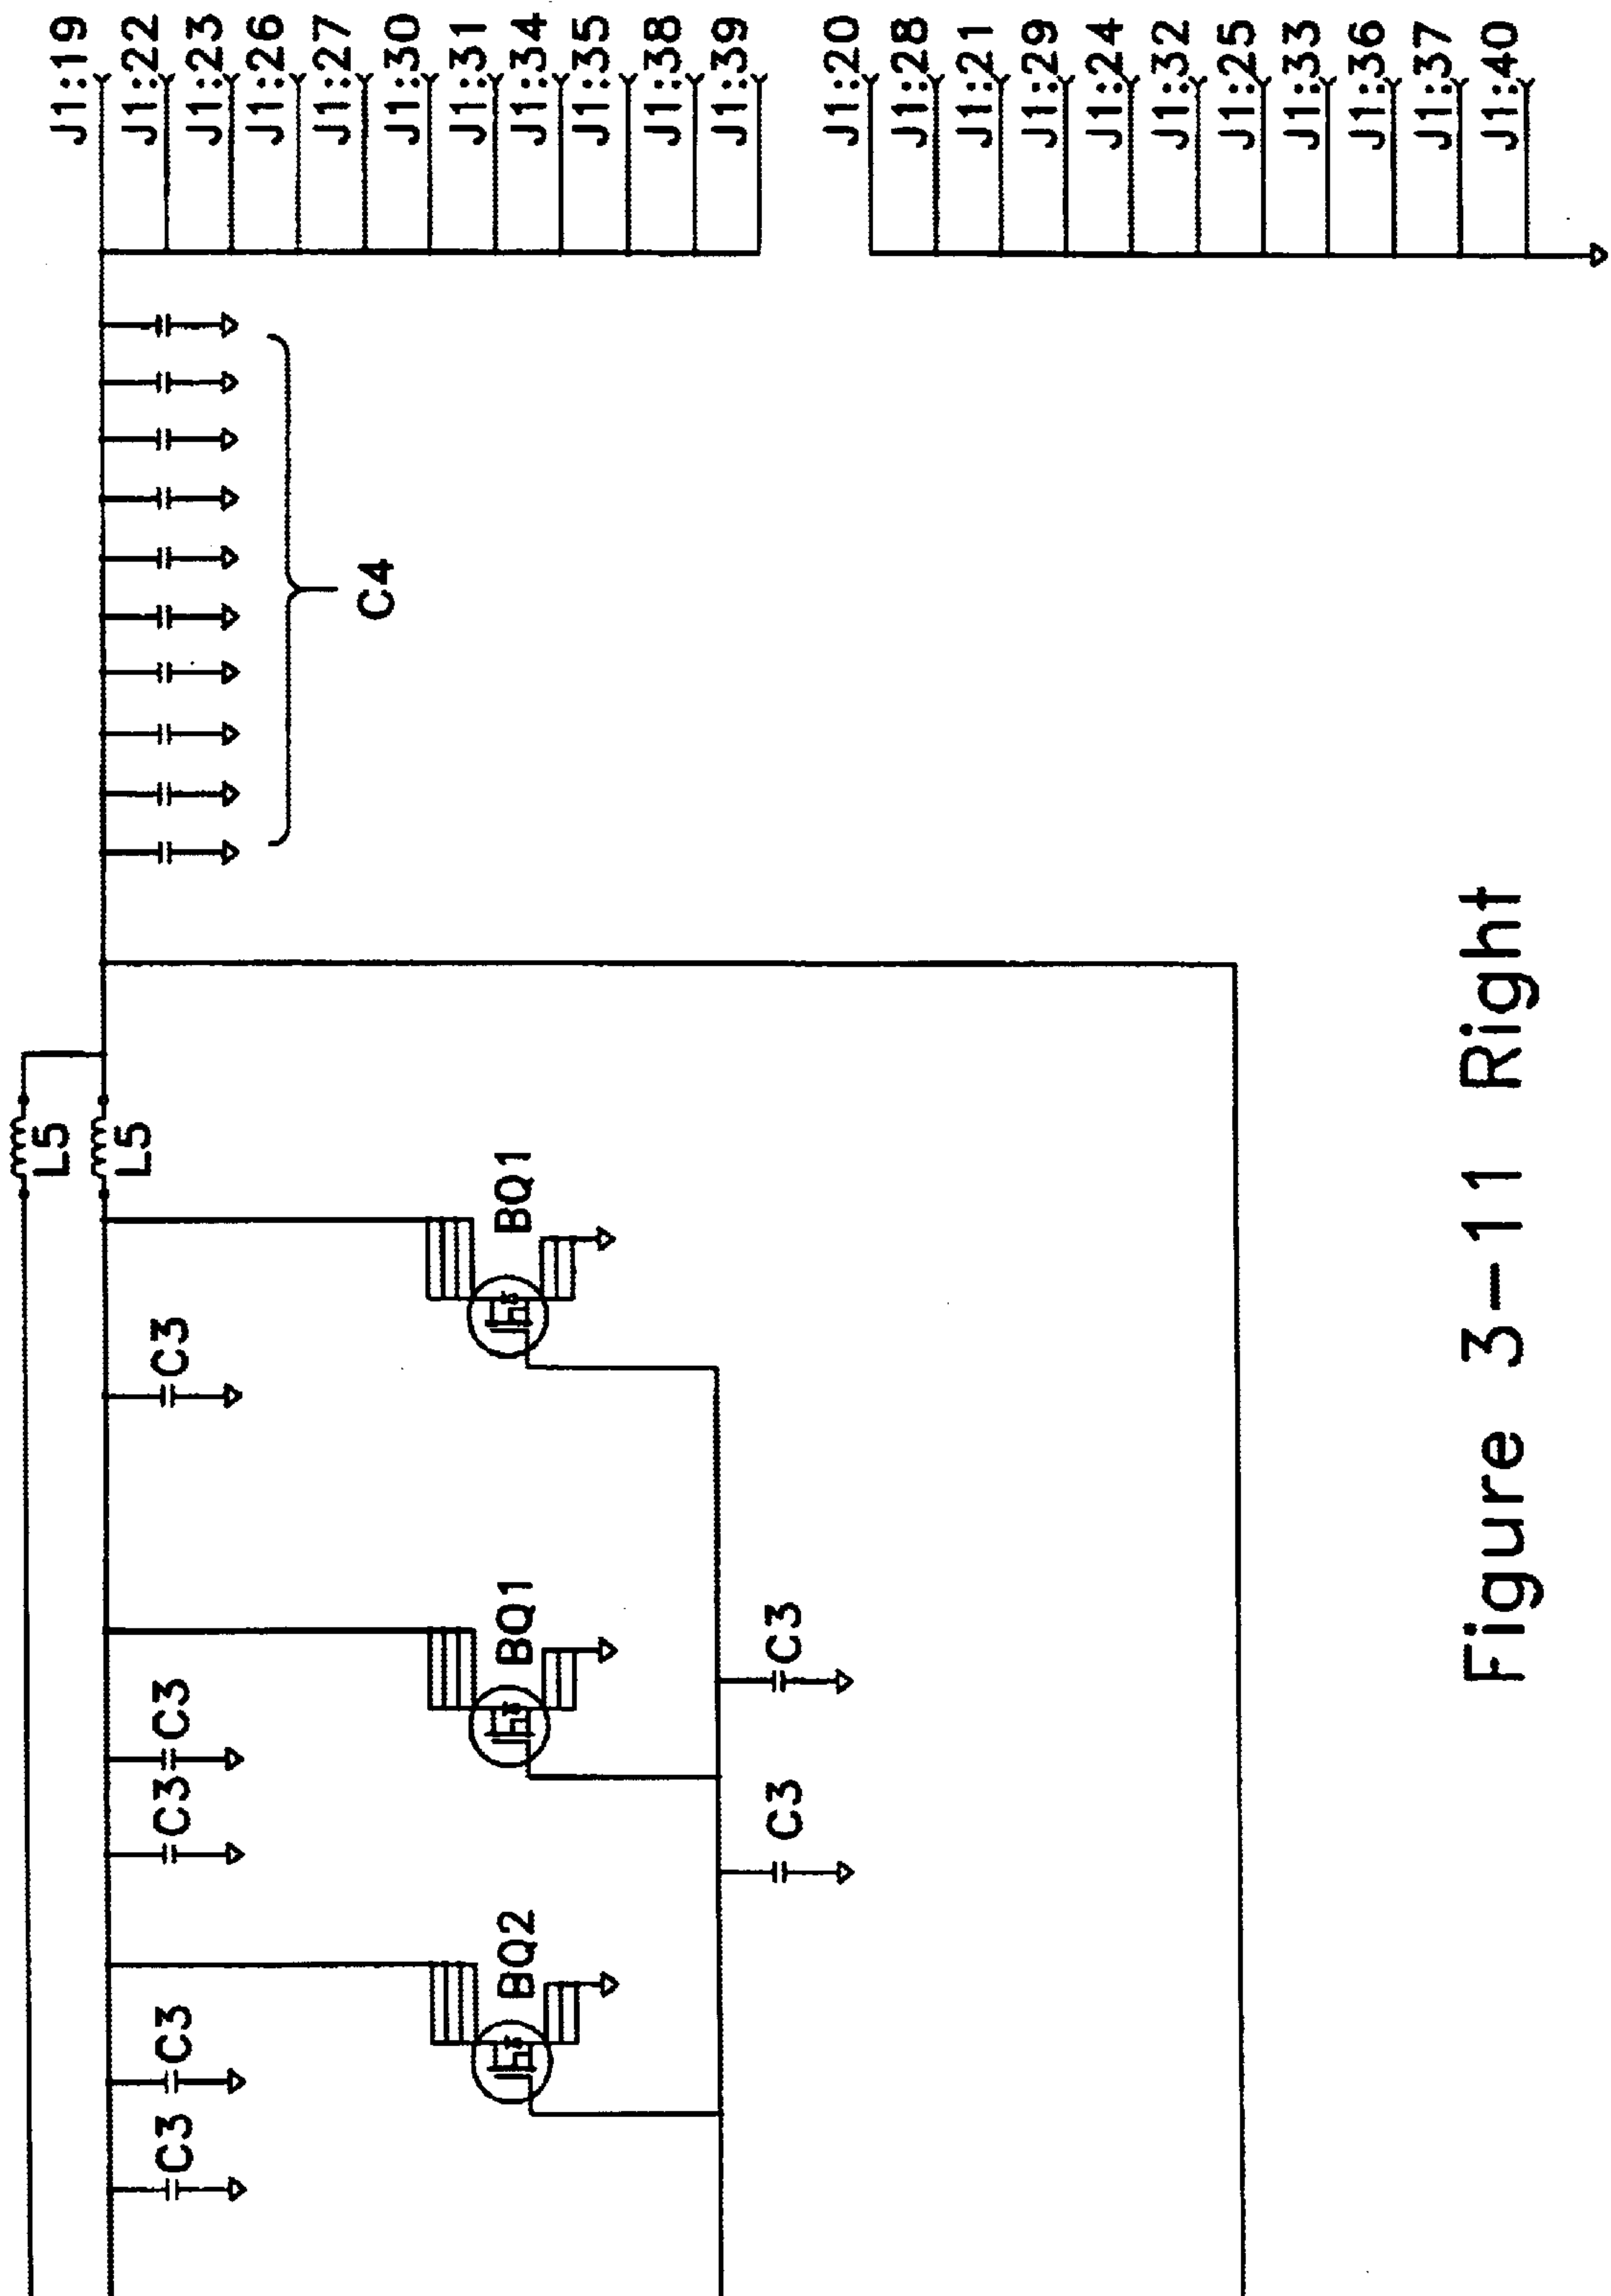 L5
L5
J1:19
J1:22
J1:23
J1:26
J1:27
J1:30
J1:31
J1:34
J1:35
J1:38
J1:39
J1:20
J1:28
J1:21
J1:29
J1:24
J1:32
J1:25
J1:33
J1:36
J1:37
J1:40
C3
C3
C3
C3
C3
C4
BQ2
BQ1
BQ1
C3
C3
Figure 3-11 Right